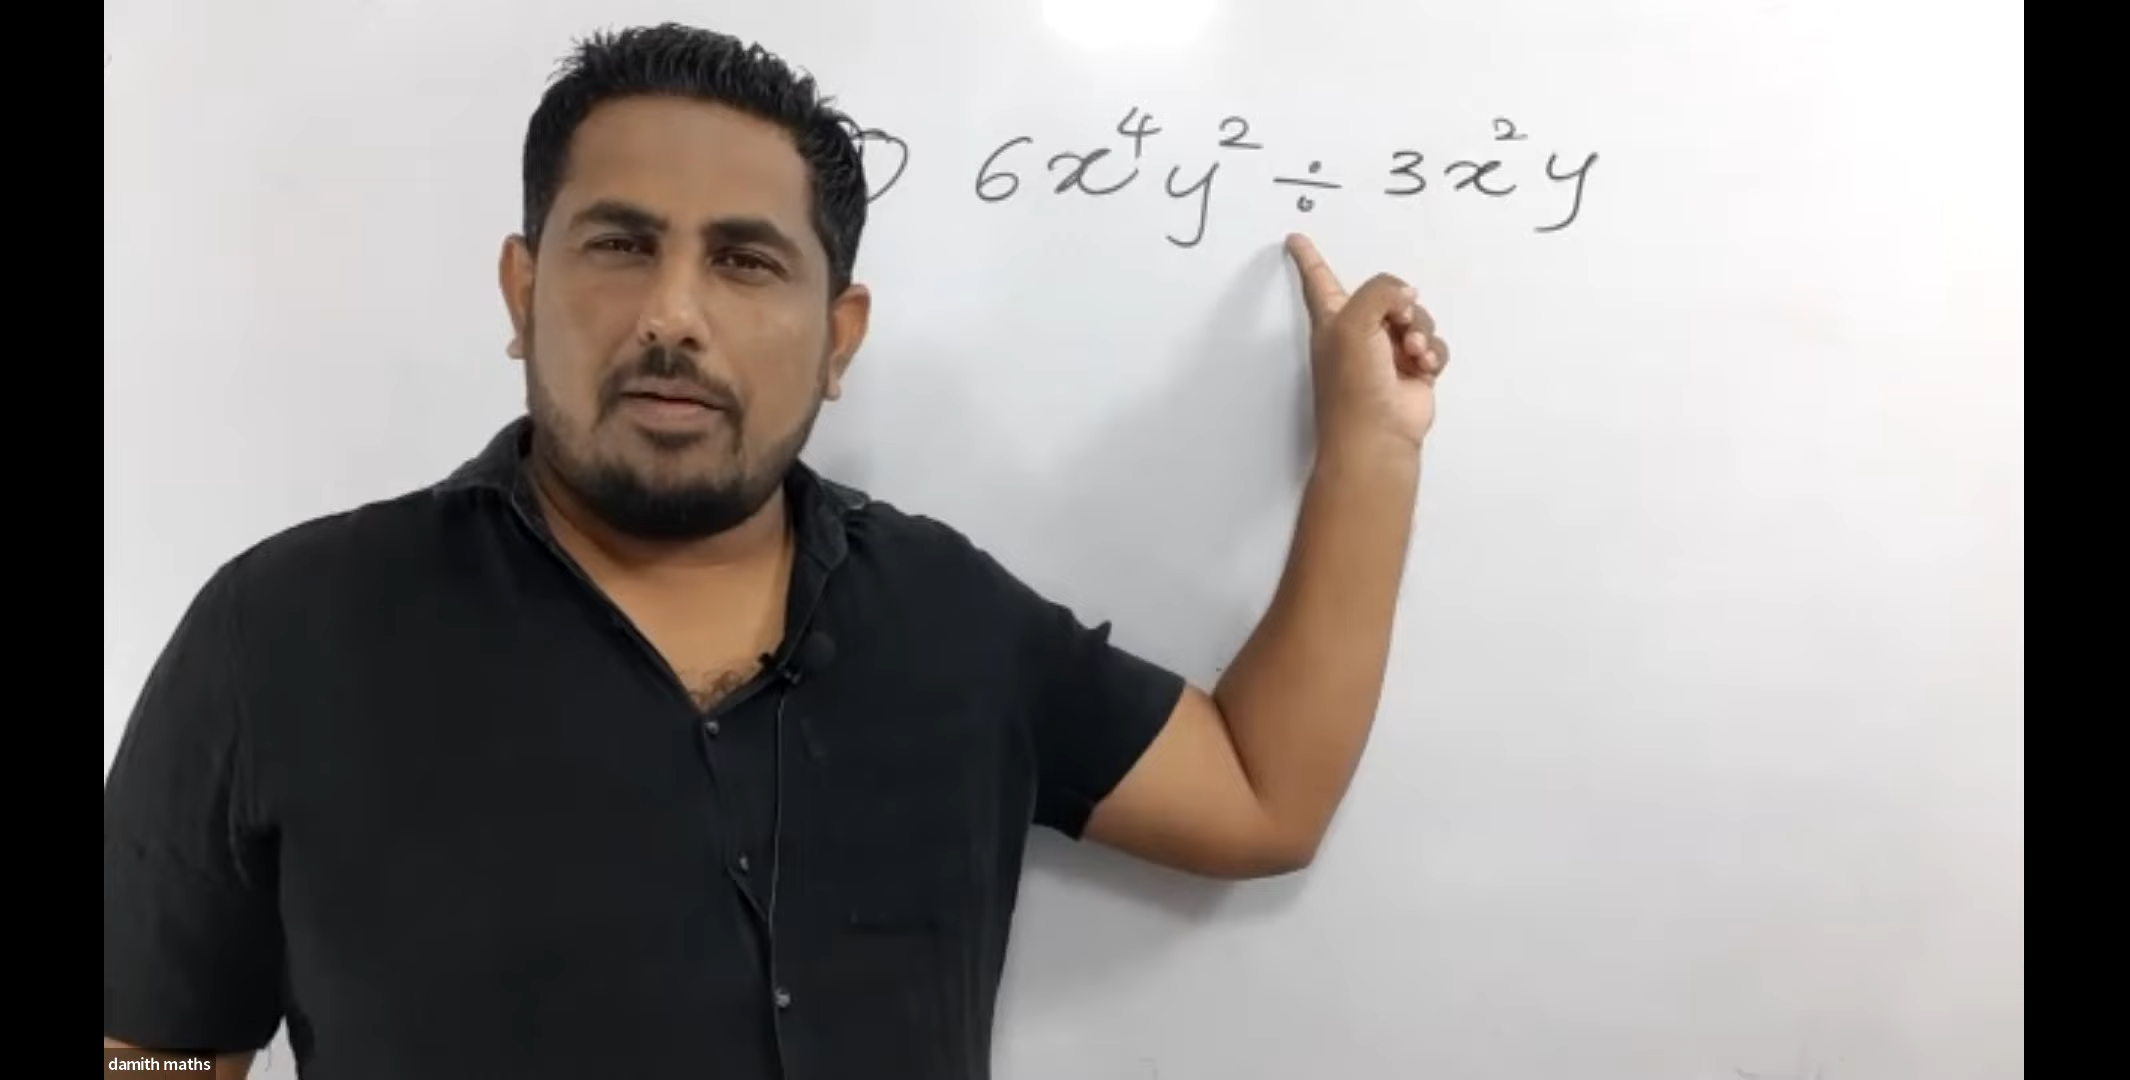 6x⁴y² ÷ 3x²y
damith maths